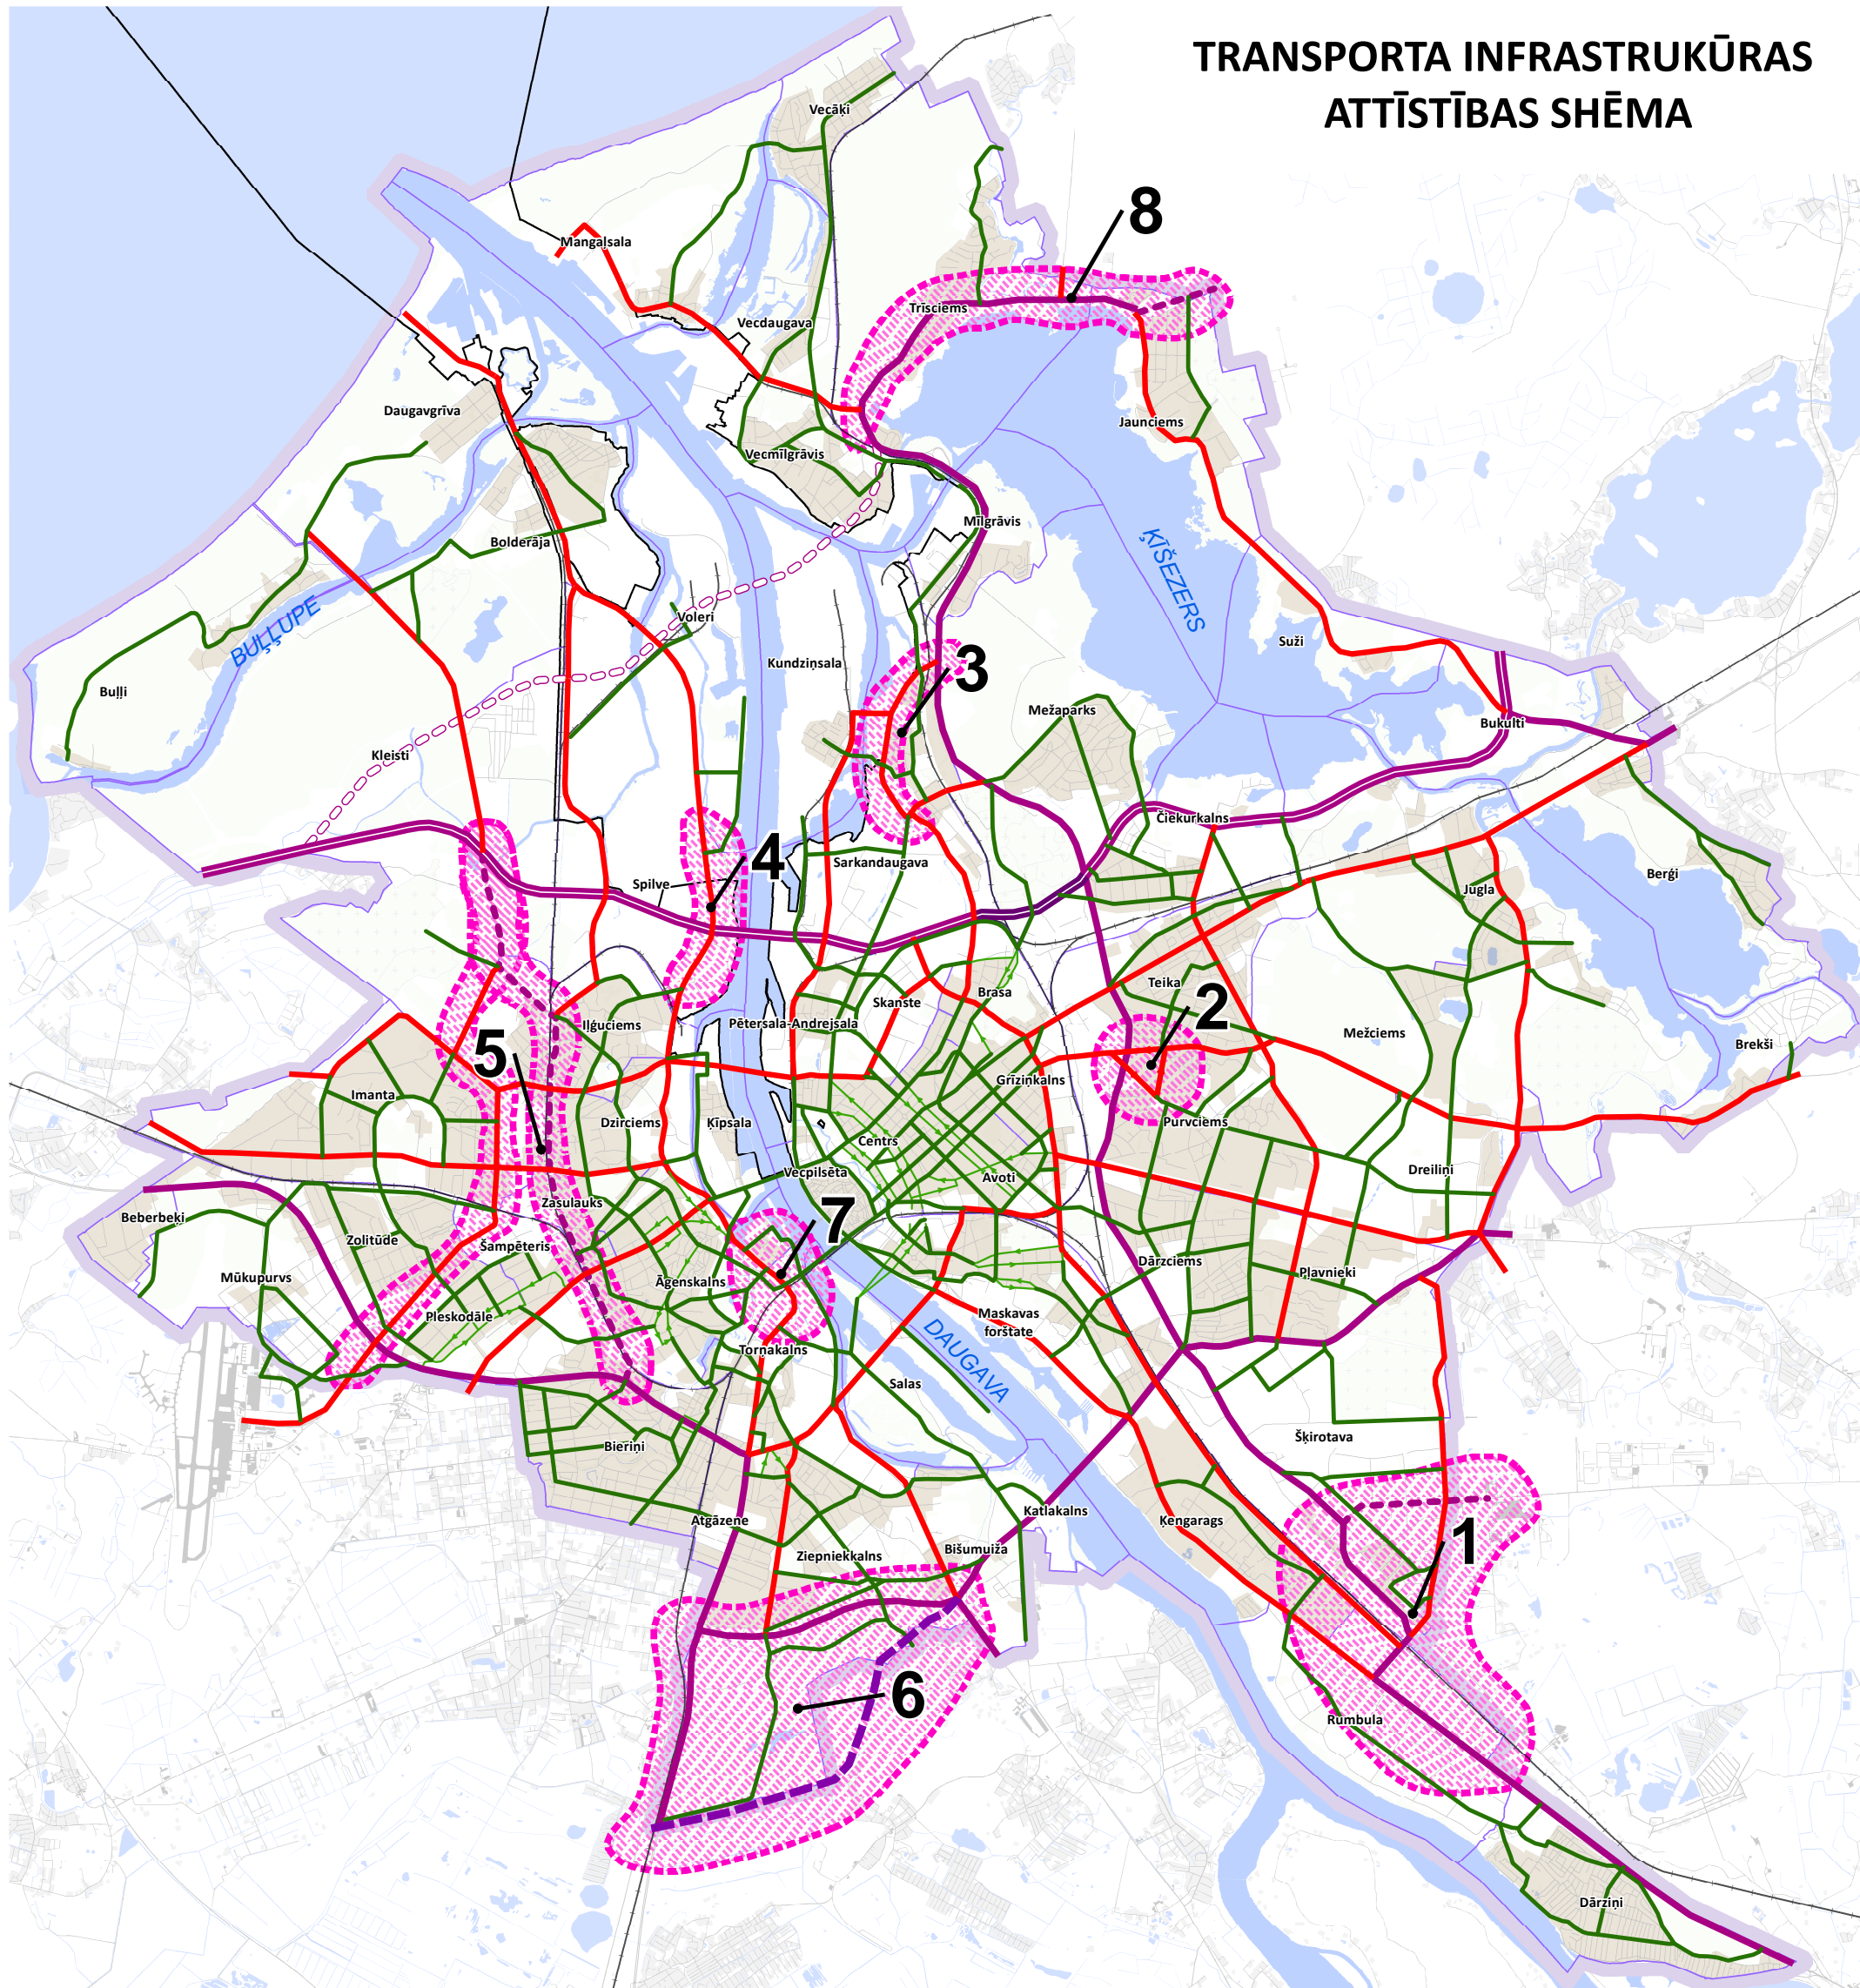 TRANSPORTA INFRASTRUKŪRAS
ATTĪSTĪBAS SHĒMA
Vecāķi
8
Mangaļsala
Trīsciems
Vecdaugava
Daugavgrīva
Jaunciems
Vecmīlgrāvis
Mīlgrāvis
Bolderāja
ĶĪŠEZERS
Voleri
BUĻĻUPE
Suži
Kundziņsala
3
Buļļi
Mežaparks
Bukulti
Kleisti
Čiekurkalns
4
Sarkandaugava
Berģi
Spilve
Jugla
Teika
Brasa
Skanste
2
Pētersala-Andrejsala
Iļģuciems
Mežciems
Brekši
5
Grīziņkalns
Imanta
Dzirciems
Ķīpsala
Purvciems
Centrs
Dreiliņi
Vecpilsēta
Avoti
Zasulauks
Beberbeķi
7
Zolitūde
Šampēteris
Dārzciems
Mūkupurvs
Āgenskalns
Pļavnieki
Pleskodāle
Maskavas
forštate
Torņakalns
DAUGAVA
Salas
Šķirotava
Bieriņi
Katlakalns
Atgāzene
Ķengarags
1
Bišumuiža
Ziepniekkalns
6
Rumbula
Dārziņi